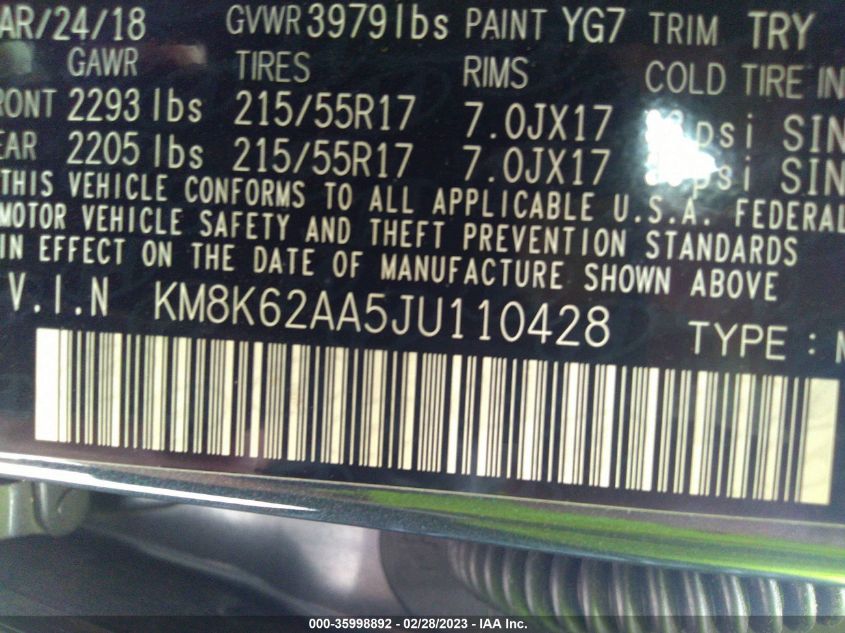 AR/24/18 GVWR 3979 lbs PAINT YG7 TRIM TRY
GAWR TIRES RIMS COLD TIRE IN
RONT 2293 lbs 215/55R17 7.0JX17 psi SIN
EAR 2205 lbs 215/55R17 7.0JX17 psi SIN
THIS VEHICLE CONFORMS TO ALL APPLICABLE U.S.A. FEDERAL
MOTOR VEHICLE SAFETY AND THEFT PREVENTION STANDARDS
IN EFFECT ON THE DATE OF MANUFACTURE SHOWN ABOVE
V.I.N KM8K62AA5JU110428 TYPE : M
000-35998892 - 02/28/2023 - IAA Inc.